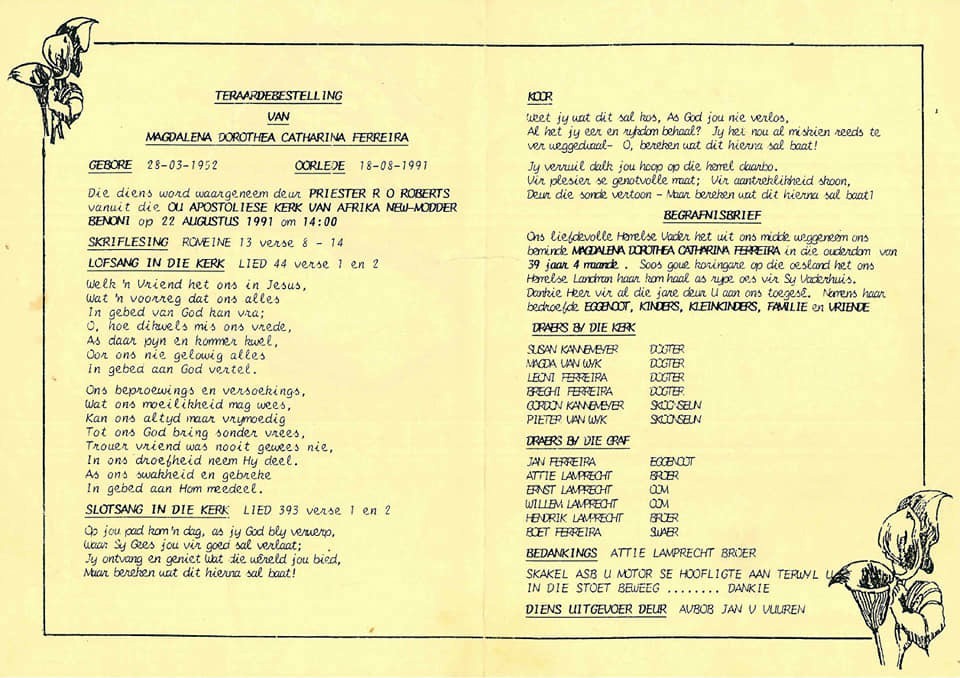 TERAARDEBESTELLING
VAN
MAGDALENA DOROTHEA CATHARINA FERREIRA
GEBORE 28-03-1952 OORLEDE 18-08-1991
Die diens word waargeneem deur PRIESTER R O ROBERTS
vanuit die OU APOSTOLIESE KERK VAN AFRIKA NEW-MODDER
BENONI op 22 AUGUSTUS 1991 om 14:00
SKRIFLESING ROMEINE 13 verse 8 - 14
LOFSANG IN DIE KERK LIED 44 verse 1 en 2
Welk 'n Vriend het ons in Jesus,
Wat 'n voorreg dat ons alles
In gebed van God kan vra;
O, hoe dikwels mis ons vrede,
As daar pyn en kommer kwel,
Oor ons nie gelowig alles
In gebed aan God vertel.
Ons beproewings en versoekings,
Wat ons moeilikheid mag wees,
Kan ons altyd maar vrymoedig
Tot ons God bring sonder vrees,
Trouer vriend was nooit gewees nie,
In ons droefheid neem Hy deel.
As ons swakheid en gebreke
In gebed aan Hom meedeel.
SLOTSANG IN DIE KERK LIED 393 verse 1 en 2
Op jou pad kom 'n dag, as jy God bly verwerp,
Waar Sy Gees jou vir goed sal verlaat;
Jy ontvang en geniet Wat die wêreld jou bied,
Maar bereken wat dit hierna sal baat!
KOOR
Weet jy wat dit sal kos, As God jou nie verlos,
Al het jy eer en rykdom behaal? Jy het nou al miskien reeds te
ver weggedwaal- O, bereken wat dit hierna sal baat!
Jy verruil dalk jou hoop op die hemel daarbo.
Vir plesier se genotvolle maat; Vir aantreklikheid skoon,
Deur die sonde vertoon - Maar bereken wat dit hierna sal baat!
BEGRAFNISBRIEF
Ons liefdevolle Hemelse Vader het uit ons midde weggeneem ons
beminde MAGDALENA DOROTHEA CATHARINA FERREIRA in die ouderdom van
39 jaar 4 maande . Soos goue koringare op die oesland het ons
Hemelse Landman haar kom haal as rype oes vir Sy Vaderhuis.
Dankie Heer vir al die jare deur U aan ons toegesê. Namens haar
bedroefde EGGENOOT, KINDERS, KLEINKINDERS, FAMILIE en VRIENDE
DRAERS BY DIE KERK
SUSAN KANNEMEYER DOGTER
MAGDA VAN WYK DOGTER
LEONI FERREIRA DOGTER
BREGHI FERREIRA DOGTER
GORDON KANNEMEYER SKOONSEUN
PIETER VAN WYK SKOONSEUN
DRAERS BY DIE GRAF
JAN FERREIRA EGGENOOT
ATTIE LAMPRECHT BROER
ERNST LAMPRECHT OOM
WILLEM LAMPRECHT OOM
HENDRIK LAMPRECHT BROER
BOET FERREIRA SWAER
BEDANKINGS ATTIE LAMPRECHT BROER
SKAKEL ASB U MOTOR SE HOOFLIGTE AAN TERWYL U
IN DIE STOET BEWEEG ........ DANKIE
DIENS UITGEVOER DEUR AVBOB JAN V VUUREN